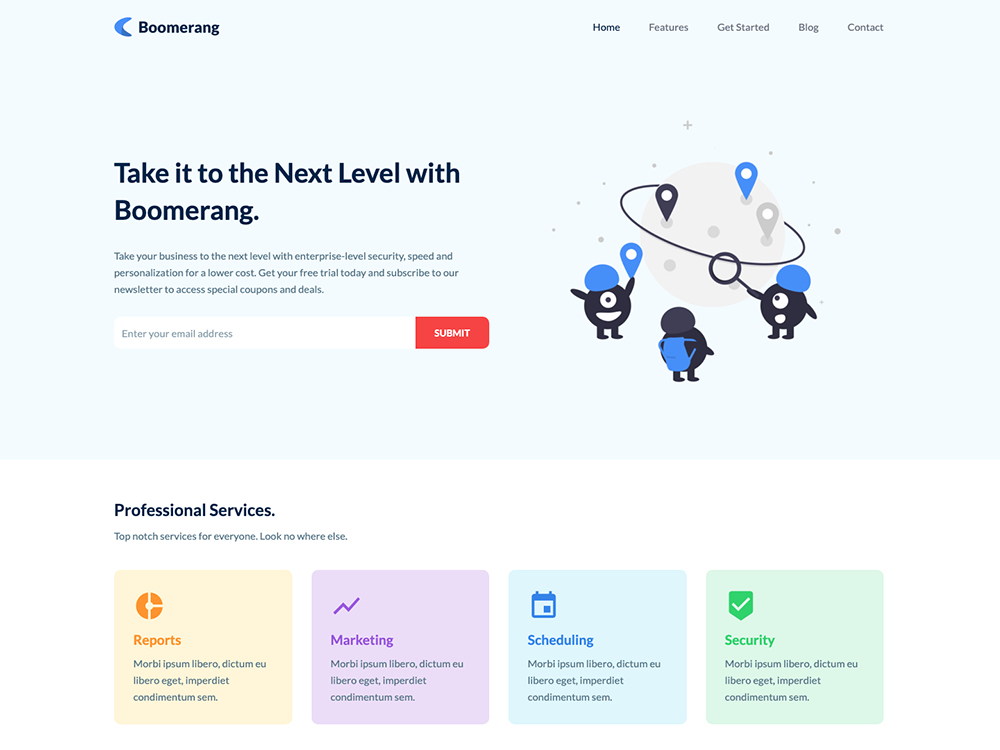 Boomerang
Home Features Get Started Blog Contact
Take it to the Next Level with
Boomerang.
Take your business to the next level with enterprise-level security, speed and
personalization for a lower cost. Get your free trial today and subscribe to our
newsletter to access special coupons and deals.
Enter your email address SUBMIT
Professional Services.
Top notch services for everyone. Look no where else.
Reports
Morbi ipsum libero, dictum eu
libero eget, imperdiet
condimentum sem.
Marketing
Morbi ipsum libero, dictum eu
libero eget, imperdiet
condimentum sem.
Scheduling
Morbi ipsum libero, dictum eu
libero eget, imperdiet
condimentum sem.
Security
Morbi ipsum libero, dictum eu
libero eget, imperdiet
condimentum sem.